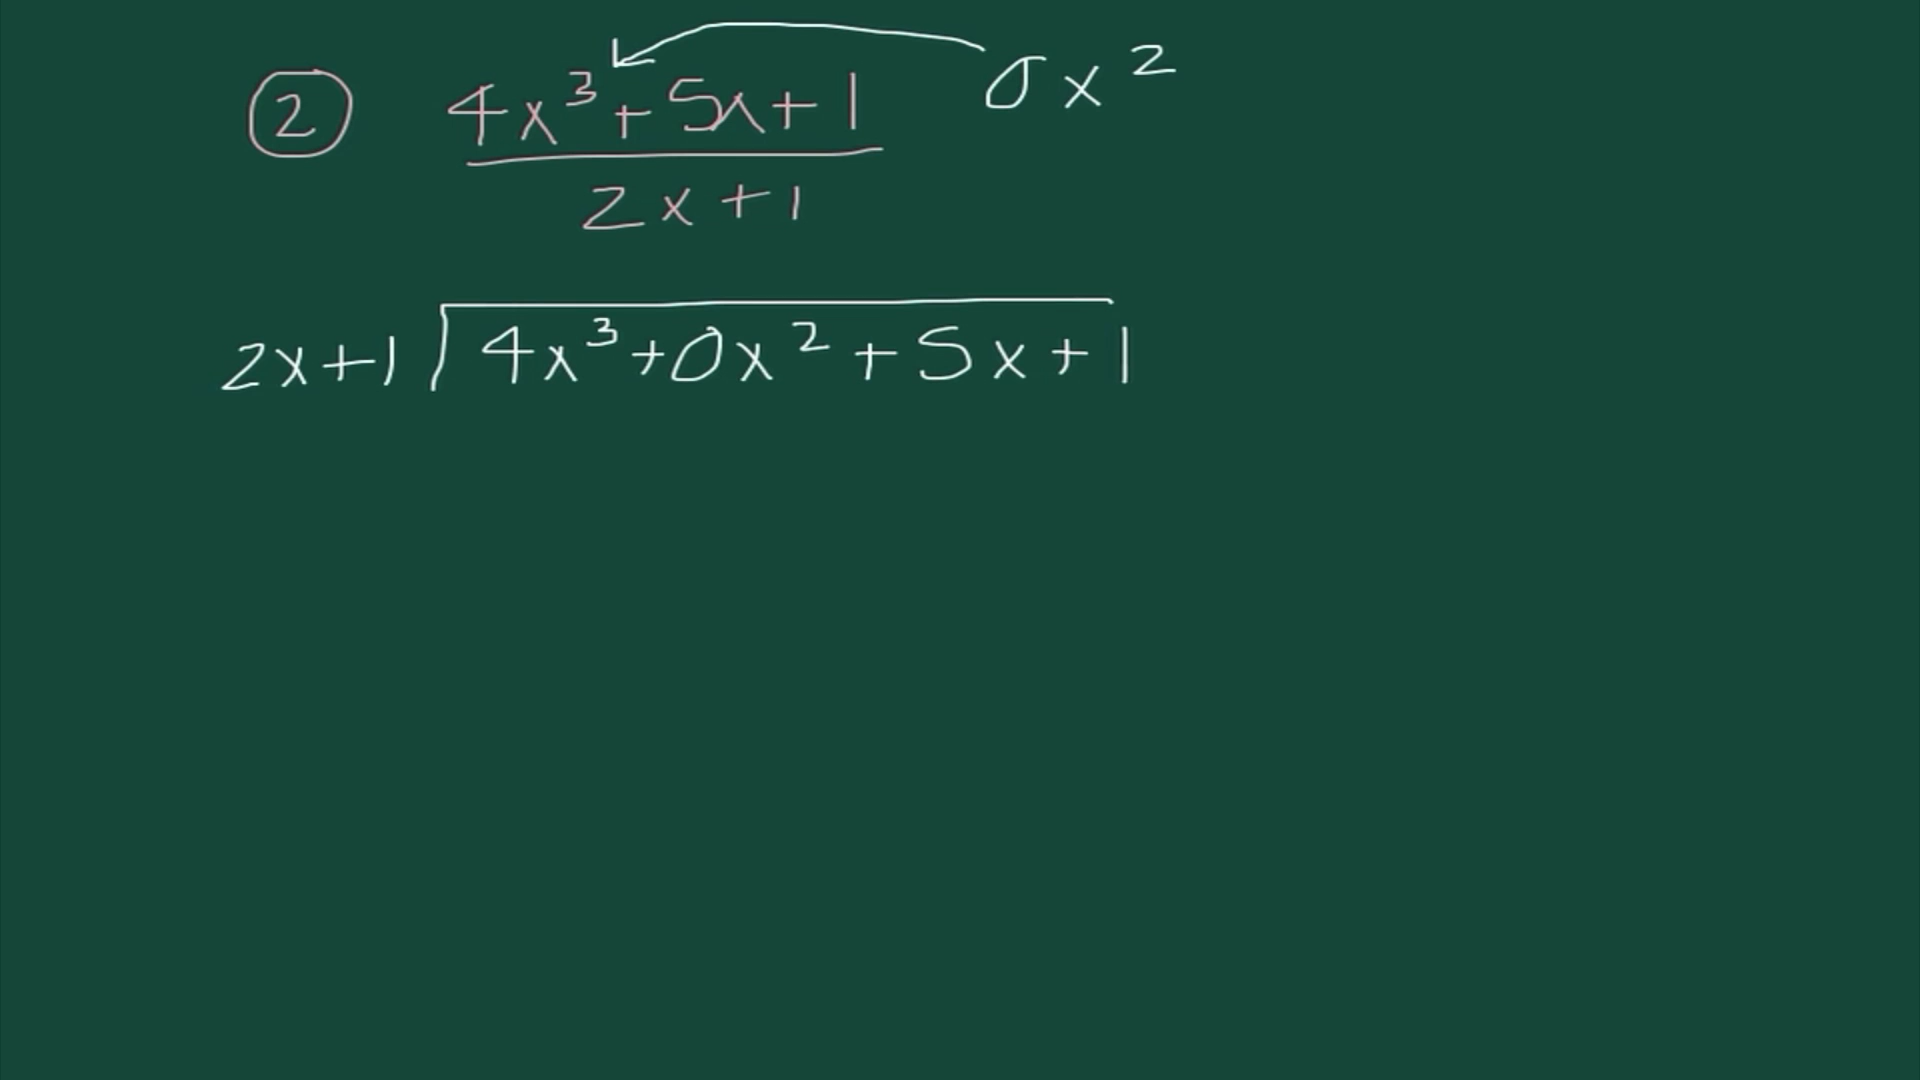 ② 4x³ + 5x + 1 0x²
2x + 1
2x+1 4x³+0x²+5x+1